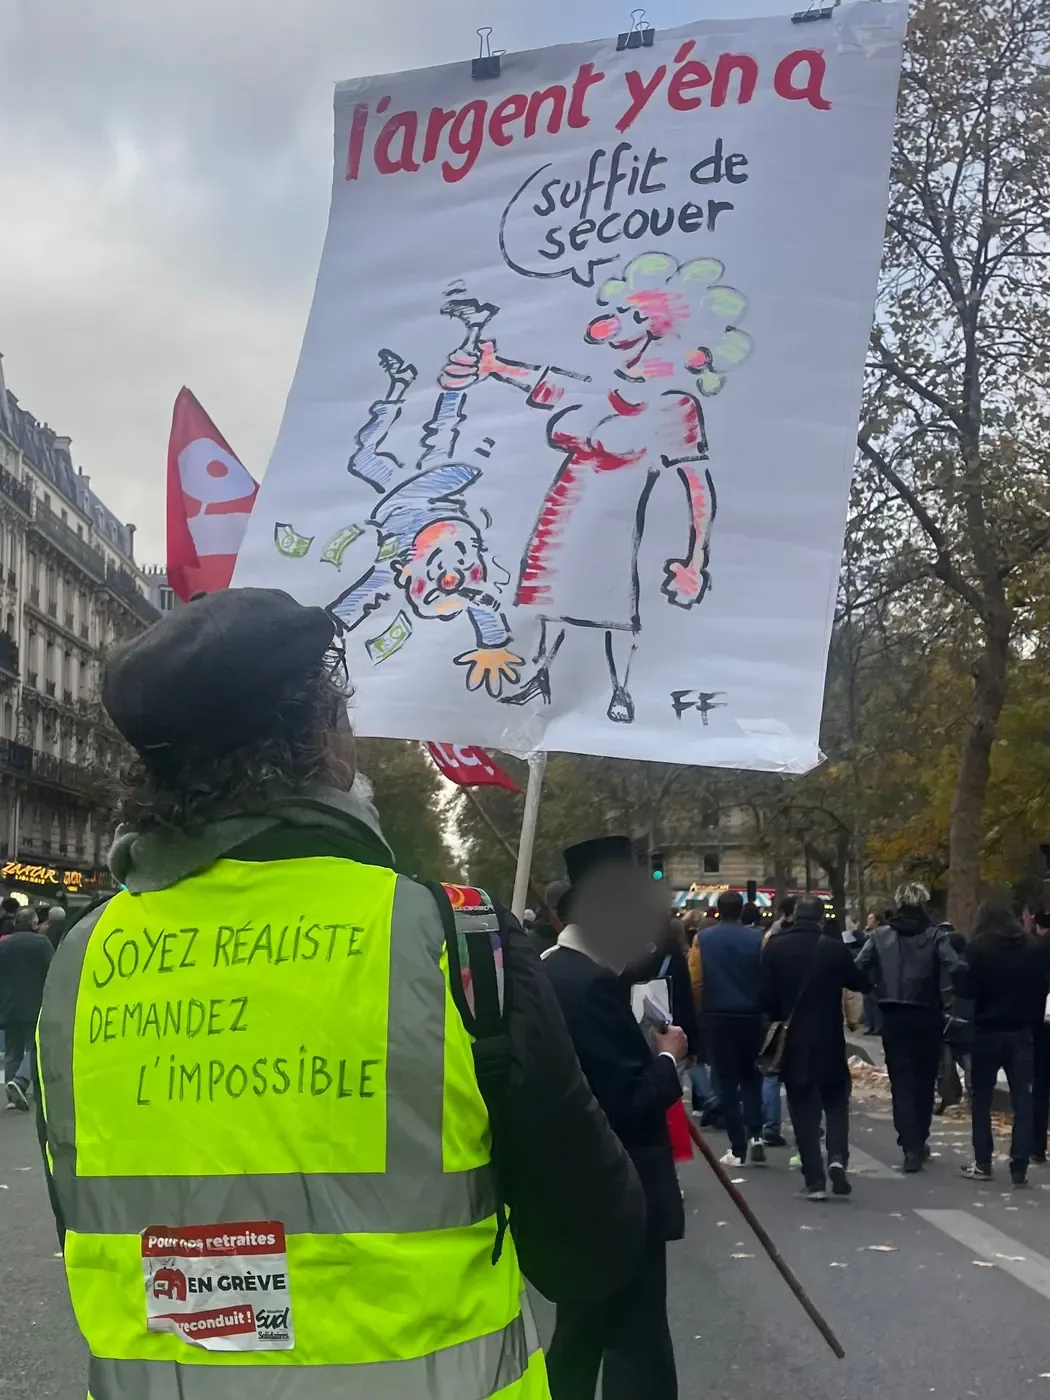 l'argent y'en a
suffit de
secouer
FF
SOYEZ RÉALISTE
DEMANDEZ
L'IMPOSSIBLE
Pour nos retraites
EN GRÈVE
reconduit !
Sud
Solidaires